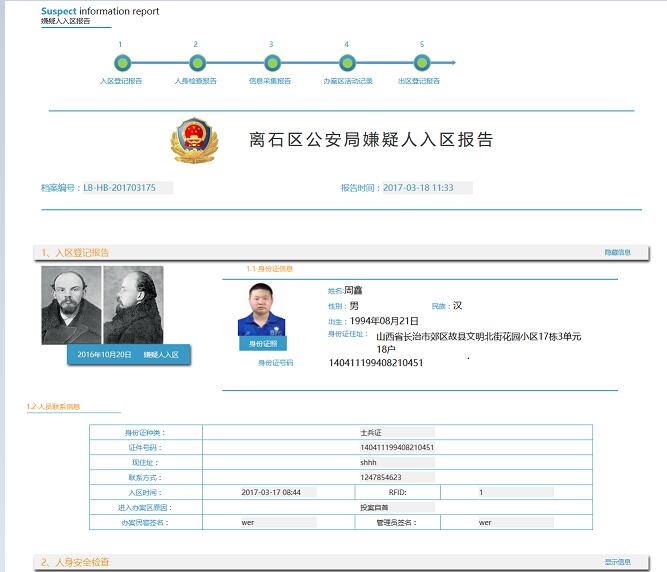 Suspect information report
嫌疑人入区报告
1 2 3 4 5
入区登记报告 人身检查报告 信息采集报告 办案区活动记录 出区登记报告
离石区公安局嫌疑人入区报告
档案编号：LB-HB-201703175 报告时间：2017-03-18 11:33
1、入区登记报告 隐藏信息
1.1 身份证信息
姓名:周鑫
性别：男 民族：汉
出生：1994年08月21日
身份证住址： 山西省长治市郊区故县文明北街花园小区17栋3单元
18户
身份证照
身份证号码 140411199408210451
2016年10月20日 嫌疑人入区
1.2 人员联系信息
身份证种类： 士兵证
证件号码： 140411199408210451
现住址： shhh
联系方式： 1247854623
入区时间： 2017-03-17 08:44 RFID: 1
进入办案区原因： 投案自首
办案民警签名： wer 管理员签名： wer
2、人身安全检查 显示信息